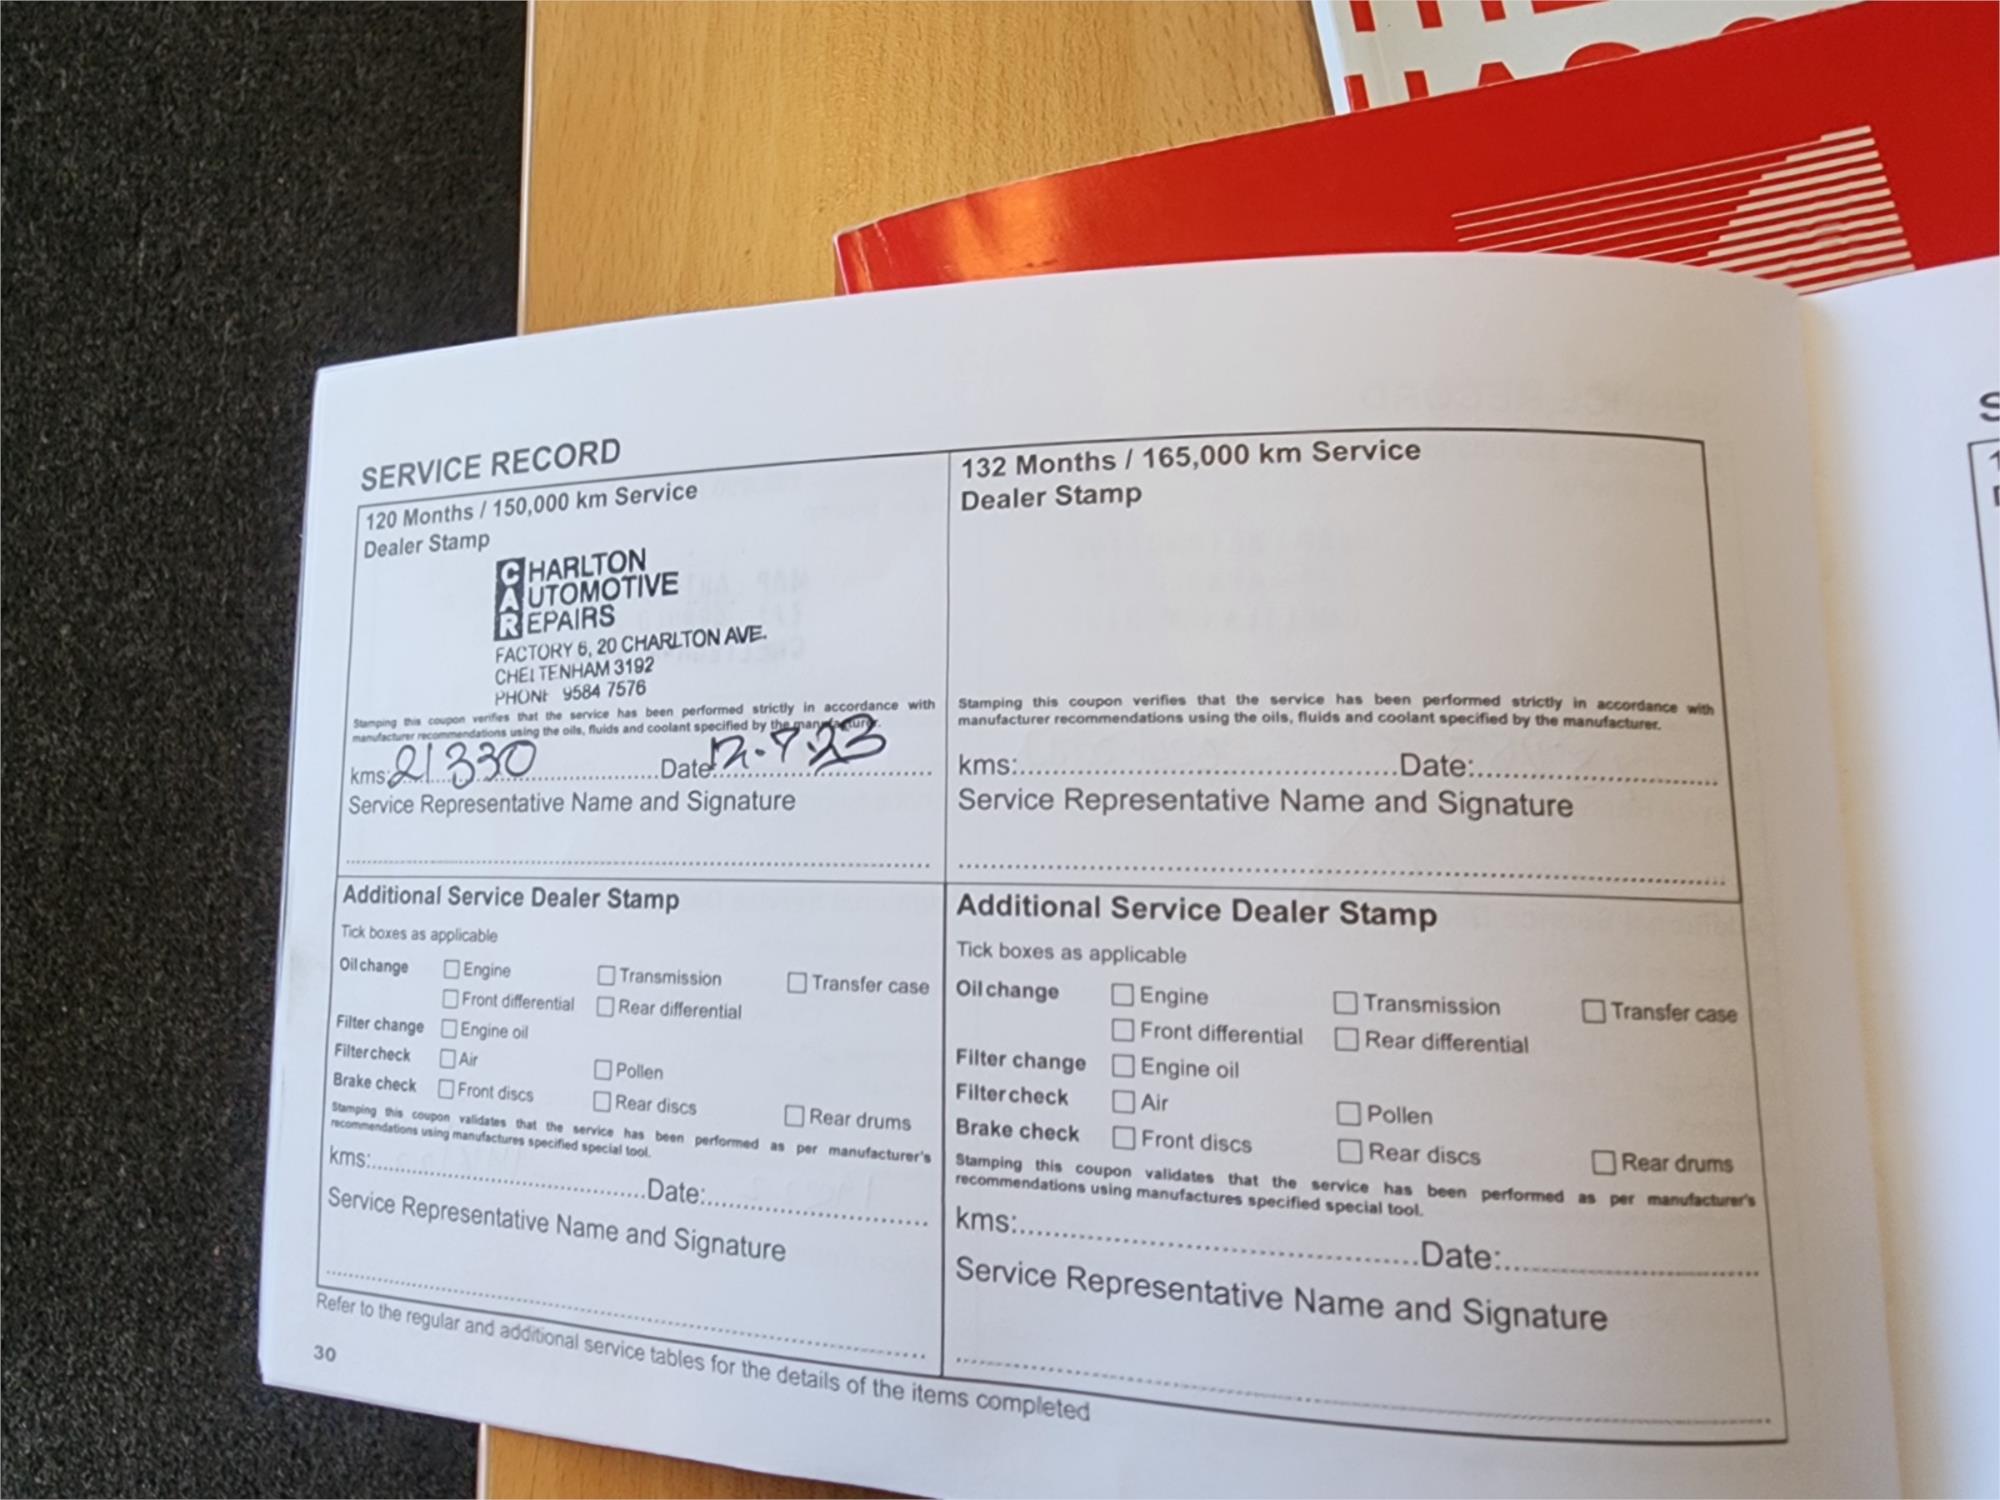 SERVICE RECORD
120 Months / 150,000 km Service
Dealer Stamp
CHARLTON
AUTOMOTIVE
REPAIRS
FACTORY 6, 20 CHARLTON AVE.
CHELTENHAM 3192
PHONE 9584 7576
Stamping this coupon verifies that the service has been performed strictly in accordance with
manufacturer recommendations using the oils, fluids and coolant specified by the manufacturer.
kms: 21330 Date: 12.7.23
Service Representative Name and Signature
Additional Service Dealer Stamp
Tick boxes as applicable
Oil change Engine Transmission Transfer case
Front differential Rear differential
Filter change Engine oil
Filter check Air Pollen
Brake check Front discs Rear discs Rear drums
Stamping this coupon validates that the service has been performed as per manufacturer's
recommendations using manufactures specified special tool.
kms: Date:
Service Representative Name and Signature
132 Months / 165,000 km Service
Dealer Stamp
Stamping this coupon verifies that the service has been performed strictly in accordance with
manufacturer recommendations using the oils, fluids and coolant specified by the manufacturer.
kms: Date:
Service Representative Name and Signature
Additional Service Dealer Stamp
Tick boxes as applicable
Oil change Engine Transmission Transfer case
Front differential Rear differential
Filter change Engine oil
Filter check Air Pollen
Brake check Front discs Rear discs Rear drums
Stamping this coupon validates that the service has been performed as per manufacturer's
recommendations using manufactures specified special tool.
kms: Date:
Service Representative Name and Signature
Refer to the regular and additional service tables for the details of the items completed
30